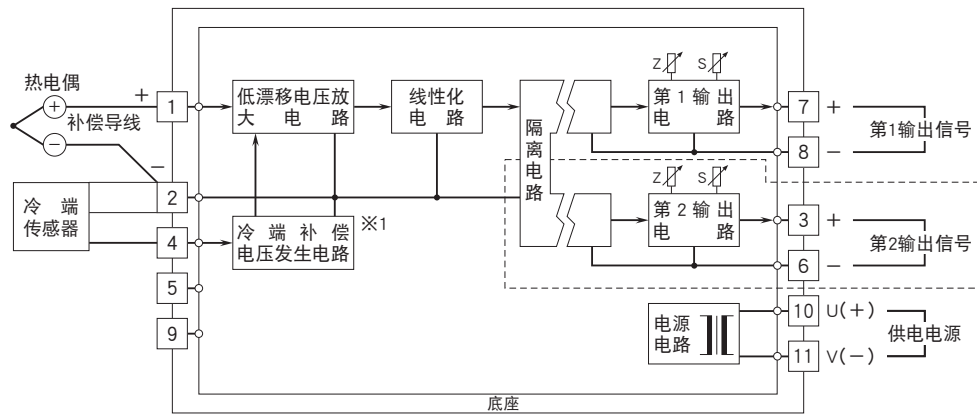 热电偶
+
补偿导线
−
+
−
冷端
传感器
1
2
4
5
9
低漂移电压放
大电路
线性化
电路
冷端补偿
电压发生电路
※1
隔离电路
Z
S
第1输出
电路
Z
S
第2输出
电路
电源
电路
7
+
8
−
第1输出信号
3
+
6
−
第2输出信号
10
U(+)
11
V(−)
供电电源
底座